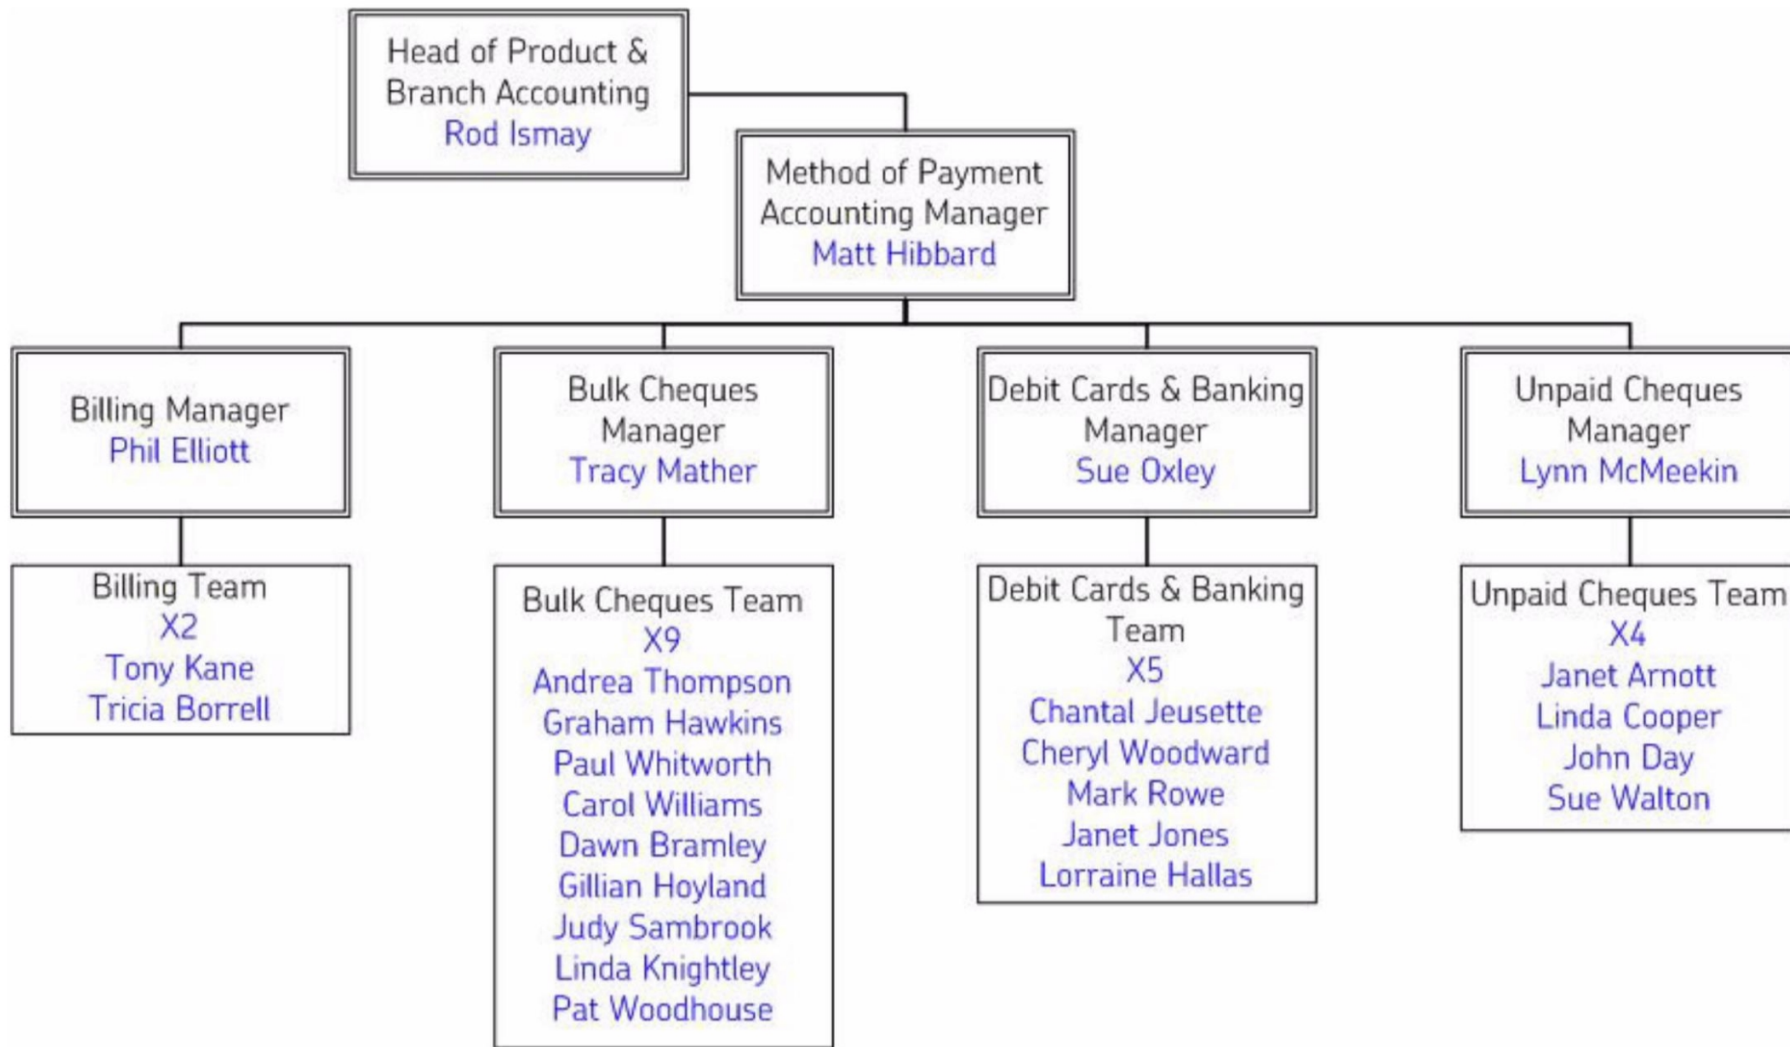 Head of Product &
Branch Accounting
Rod Ismay
Method of Payment
Accounting Manager
Matt Hibbard
Billing Manager
Phil Elliott
Bulk Cheques
Manager
Tracy Mather
Debit Cards & Banking
Manager
Sue Oxley
Unpaid Cheques
Manager
Lynn McMeekin
Billing Team
X2
Tony Kane
Tricia Borrell
Bulk Cheques Team
X9
Andrea Thompson
Graham Hawkins
Paul Whitworth
Carol Williams
Dawn Bramley
Gillian Hoyland
Judy Sambrook
Linda Knightley
Pat Woodhouse
Debit Cards & Banking
Team
X5
Chantal Jeusette
Cheryl Woodward
Mark Rowe
Janet Jones
Lorraine Hallas
Unpaid Cheques Team
X4
Janet Arnott
Linda Cooper
John Day
Sue Walton